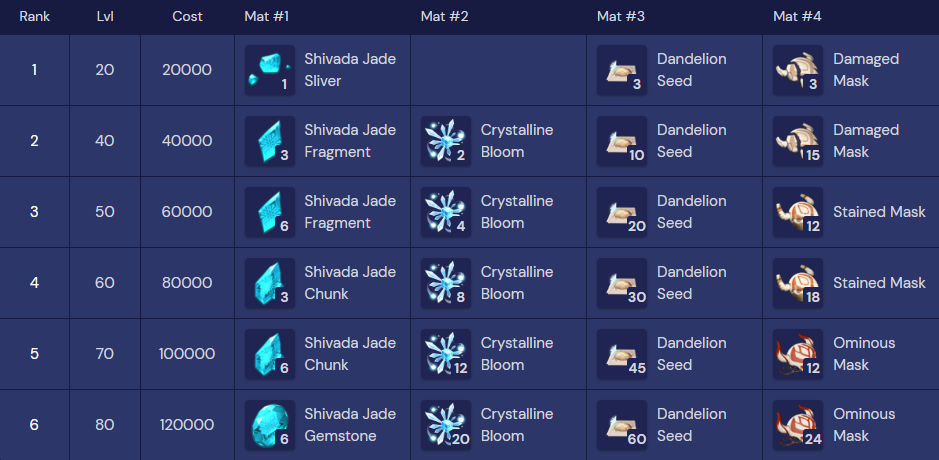 Rank Lvl Cost Mat #1 Mat #2 Mat #3 Mat #4
1 20 20000 1 Shivada Jade Sliver 3 Dandelion Seed 3 Damaged Mask
2 40 40000 3 Shivada Jade Fragment 2 Crystalline Bloom 10 Dandelion Seed 15 Damaged Mask
3 50 60000 6 Shivada Jade Fragment 4 Crystalline Bloom 20 Dandelion Seed 12 Stained Mask
4 60 80000 3 Shivada Jade Chunk 8 Crystalline Bloom 30 Dandelion Seed 18 Stained Mask
5 70 100000 6 Shivada Jade Chunk 12 Crystalline Bloom 45 Dandelion Seed 12 Ominous Mask
6 80 120000 6 Shivada Jade Gemstone 20 Crystalline Bloom 60 Dandelion Seed 24 Ominous Mask